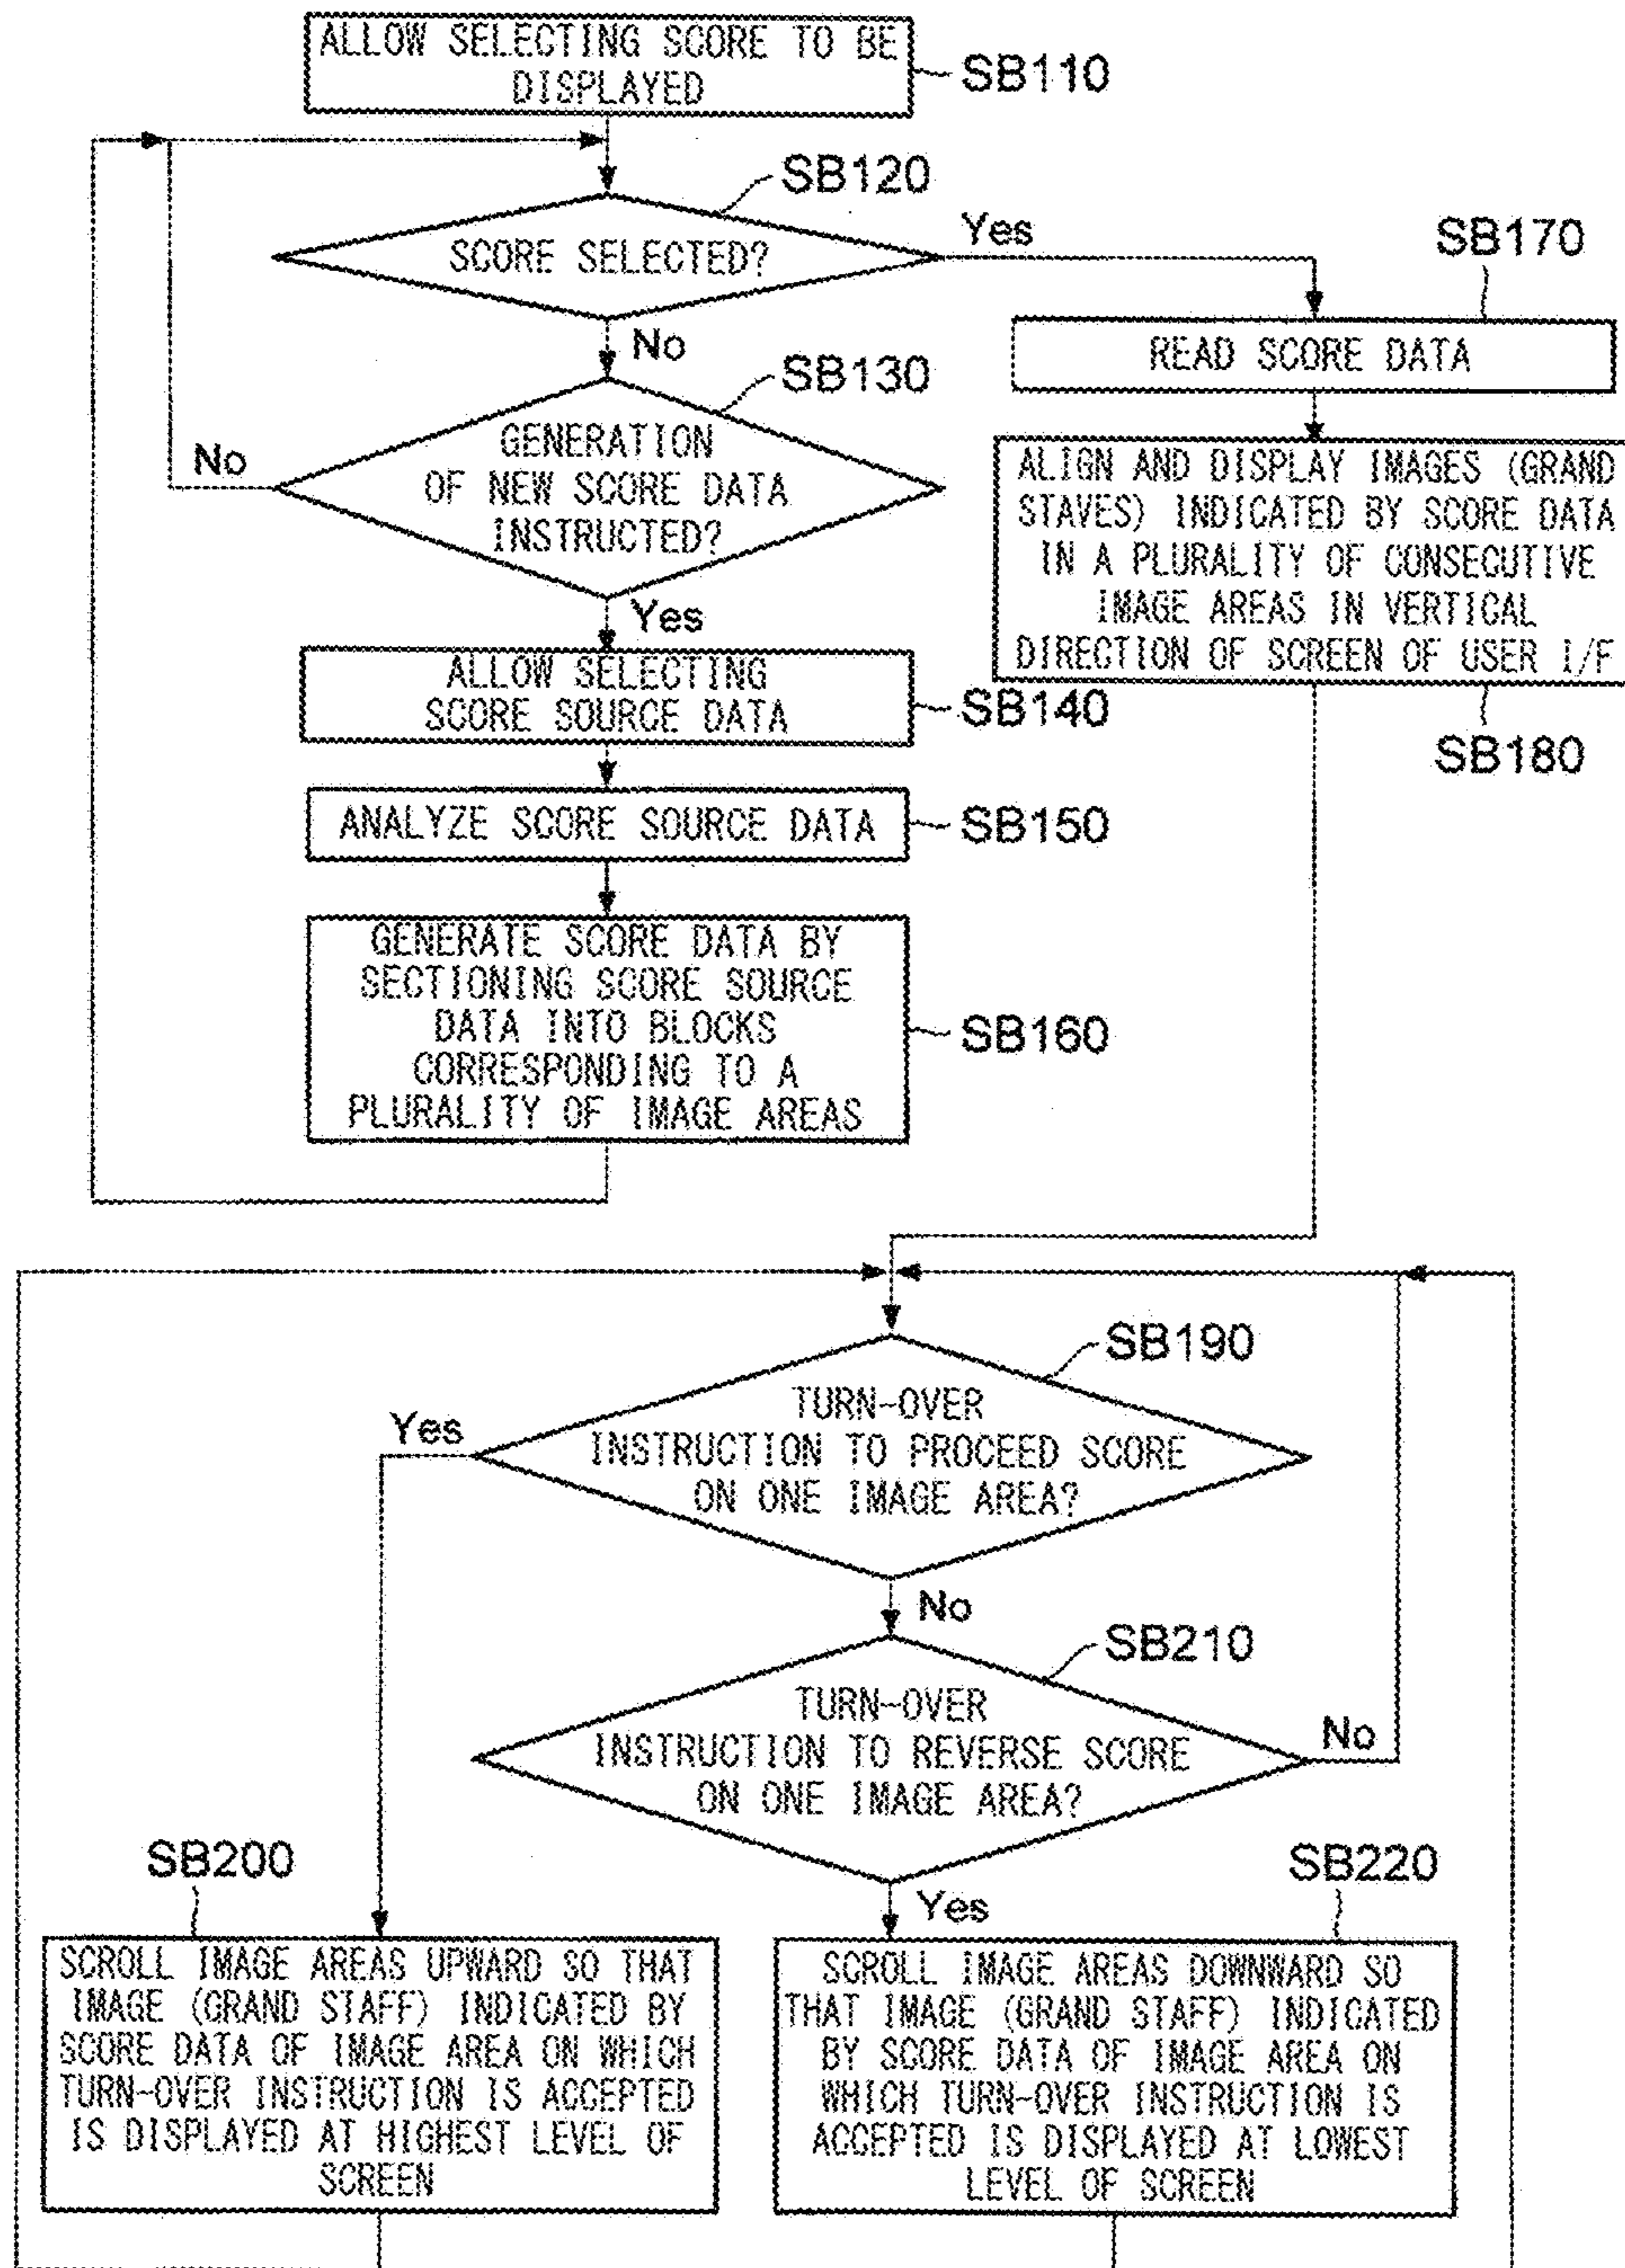 ALLOW SELECTING SCORE TO BE
DISPLAYED
SB110
SB120
SCORE SELECTED?
Yes
No
SB170
READ SCORE DATA
SB130
GENERATION
OF NEW SCORE DATA
INSTRUCTED?
No
Yes
ALIGN AND DISPLAY IMAGES (GRAND
STAVES) INDICATED BY SCORE DATA
IN A PLURALITY OF CONSECUTIVE
IMAGE AREAS IN VERTICAL
DIRECTION OF SCREEN OF USER I/F
SB180
ALLOW SELECTING
SCORE SOURCE DATA
SB140
ANALYZE SCORE SOURCE DATA
SB150
GENERATE SCORE DATA BY
SECTIONING SCORE SOURCE
DATA INTO BLOCKS
CORRESPONDING TO A
PLURALITY OF IMAGE AREAS
SB160
SB190
TURN-OVER
INSTRUCTION TO PROCEED SCORE
ON ONE IMAGE AREA?
Yes
No
SB210
TURN-OVER
INSTRUCTION TO REVERSE SCORE
ON ONE IMAGE AREA?
No
Yes
SB200
SCROLL IMAGE AREAS UPWARD SO THAT
IMAGE (GRAND STAFF) INDICATED BY
SCORE DATA OF IMAGE AREA ON WHICH
TURN-OVER INSTRUCTION IS ACCEPTED
IS DISPLAYED AT HIGHEST LEVEL OF
SCREEN
SB220
SCROLL IMAGE AREAS DOWNWARD SO
THAT IMAGE (GRAND STAFF) INDICATED
BY SCORE DATA OF IMAGE AREA ON
WHICH TURN-OVER INSTRUCTION IS
ACCEPTED IS DISPLAYED AT LOWEST
LEVEL OF SCREEN